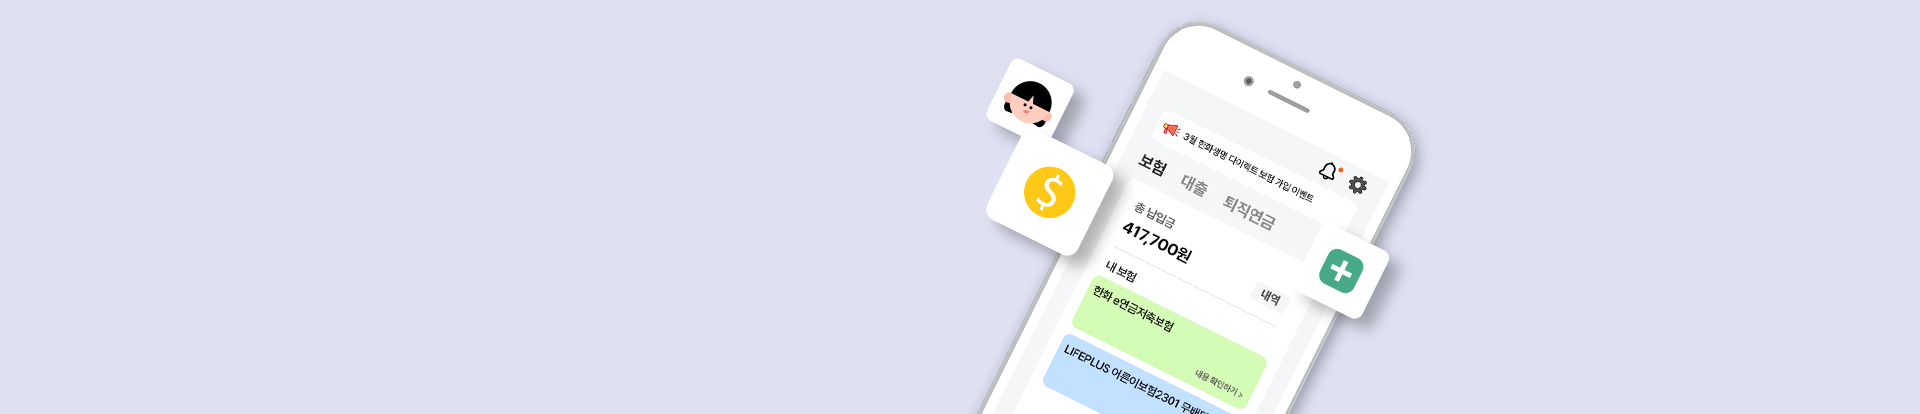 3월 한화생명 다이렉트 보험 가입 이벤트
보험 대출 퇴직연금
총 납입금
417,700원
내역
내 보험
한화 e연금저축보험
내용 확인하기 >
LIFEPLUS 어른이보험2301 무배당